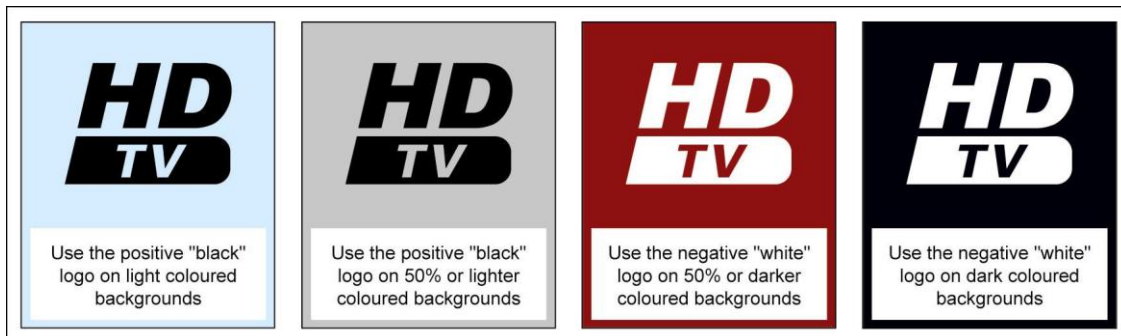 HD
TV
Use the positive "black"
logo on light coloured
backgrounds
HD
TV
Use the positive "black"
logo on 50% or lighter
coloured backgrounds
HD
TV
Use the negative "white"
logo on 50% or darker
coloured backgrounds
HD
TV
Use the negative "white"
logo on dark coloured
backgrounds